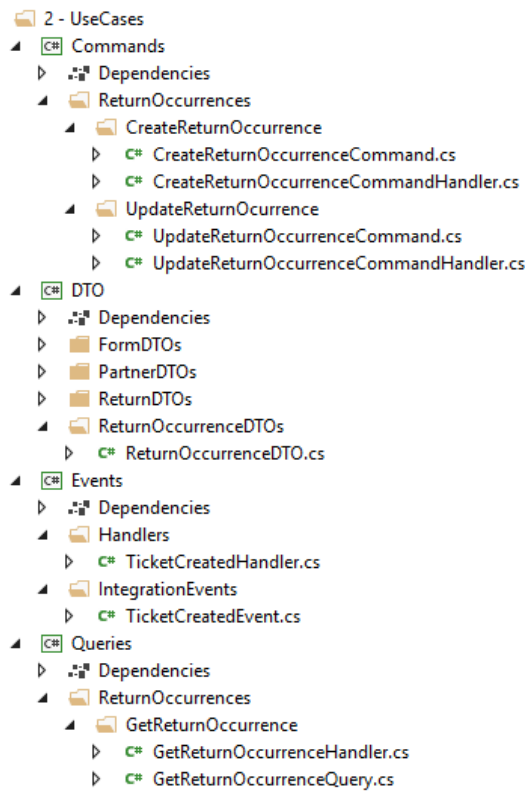 2 - UseCases
C# Commands
Dependencies
ReturnOccurrences
CreateReturnOccurrence
C# CreateReturnOccurrenceCommand.cs
C# CreateReturnOccurrenceCommandHandler.cs
UpdateReturnOcurrence
C# UpdateReturnOccurrenceCommand.cs
C# UpdateReturnOccurrenceCommandHandler.cs
C# DTO
Dependencies
FormDTOs
PartnerDTOs
ReturnDTOs
ReturnOccurrenceDTOs
C# ReturnOccurrenceDTO.cs
C# Events
Dependencies
Handlers
C# TicketCreatedHandler.cs
IntegrationEvents
C# TicketCreatedEvent.cs
C# Queries
Dependencies
ReturnOccurrences
GetReturnOccurrence
C# GetReturnOccurrenceHandler.cs
C# GetReturnOccurrenceQuery.cs